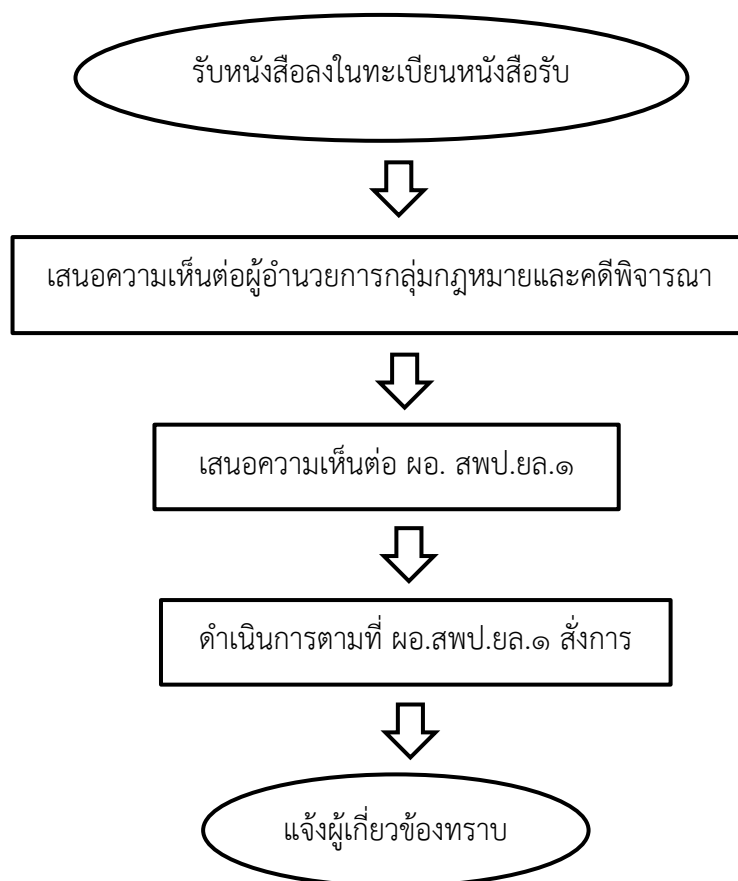 รับหนังสือลงในทะเบียนหนังสือรับ
เสนอความเห็นต่อผู้อำนวยการกลุ่มกฎหมายและคดีพิจารณา
เสนอความเห็นต่อ ผอ. สพป.ยล.๑
ดำเนินการตามที่ ผอ.สพป.ยล.๑ สั่งการ
แจ้งผู้เกี่ยวข้องทราบ